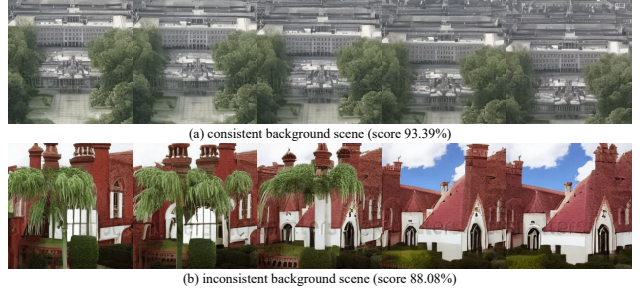 (a) consistent background scene (score 93.39%)
(b) inconsistent background scene (score 88.08%)